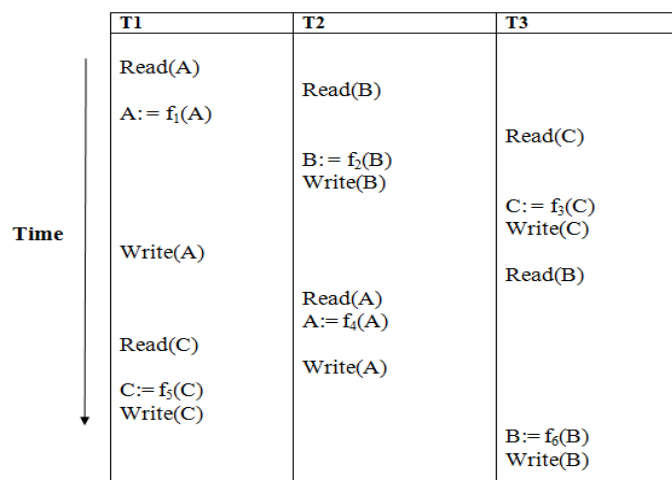 T1 T2 T3
Read(A)
Read(B)
A:= f₁(A)
Read(C)
B:= f₂(B)
Write(B)
C:= f₃(C)
Write(C)
Time
Write(A)
Read(B)
Read(A)
A:= f₄(A)
Read(C)
Write(A)
C:= f₅(C)
Write(C)
B:= f₆(B)
Write(B)